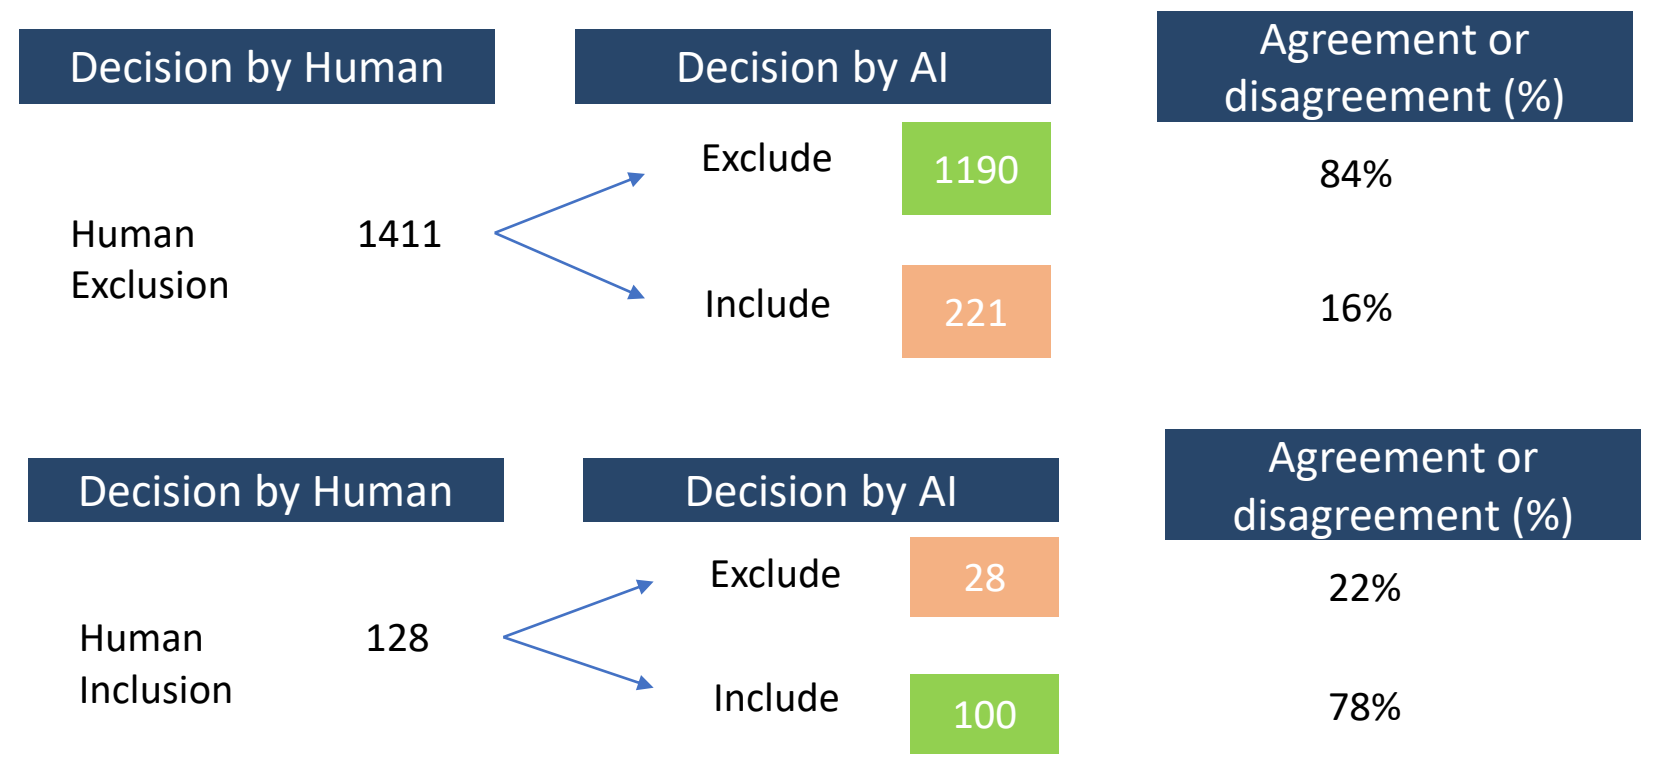 Decision by Human
Decision by AI
Agreement or
disagreement (%)
Exclude
1190
84%
Human
Exclusion
1411
Include
221
16%
Decision by Human
Decision by AI
Agreement or
disagreement (%)
Exclude
28
22%
Human
Inclusion
128
Include
100
78%